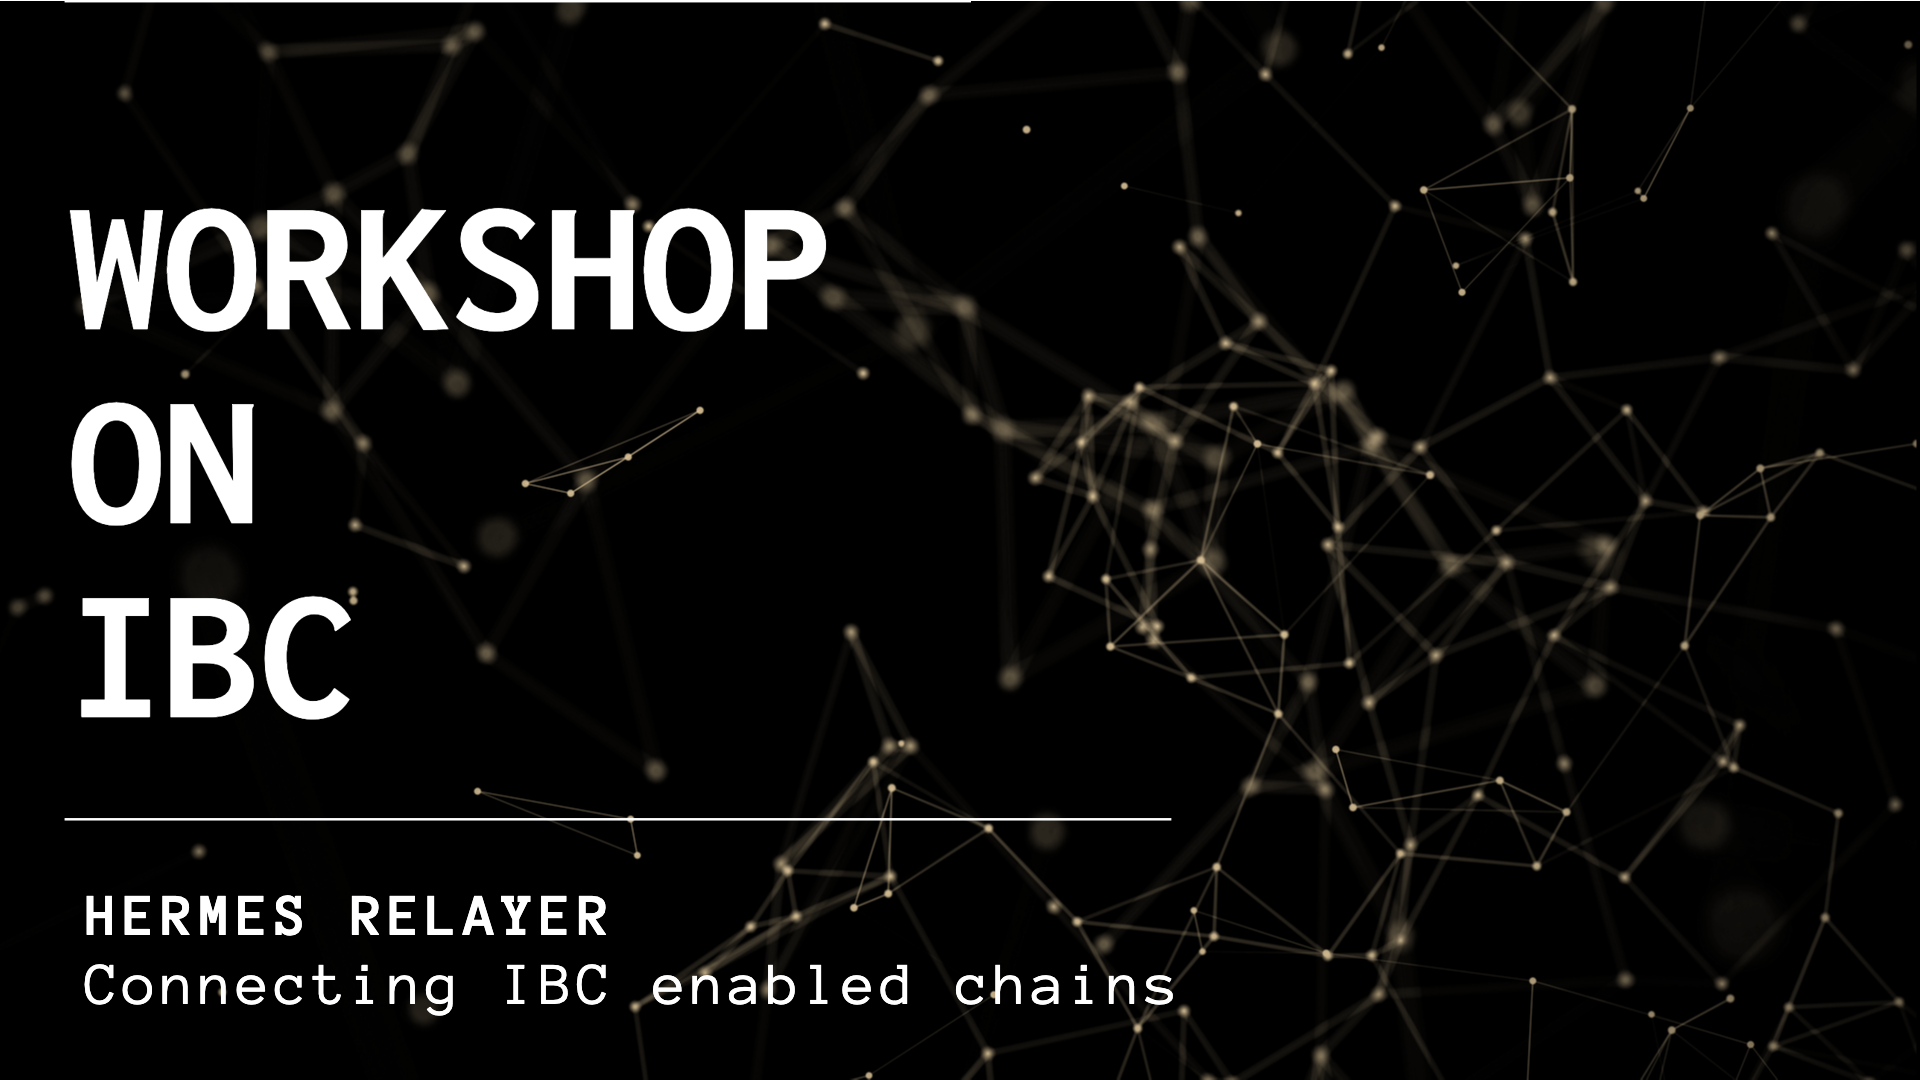 WORKSHOP
ON
IBC
HERMES RELAYER
Connecting IBC enabled chains